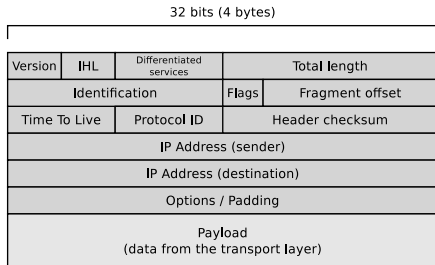 32 bits (4 bytes)
Version IHL Differentiated services Total length
Identification Flags Fragment offset
Time To Live Protocol ID Header checksum
IP Address (sender)
IP Address (destination)
Options / Padding
Payload
(data from the transport layer)